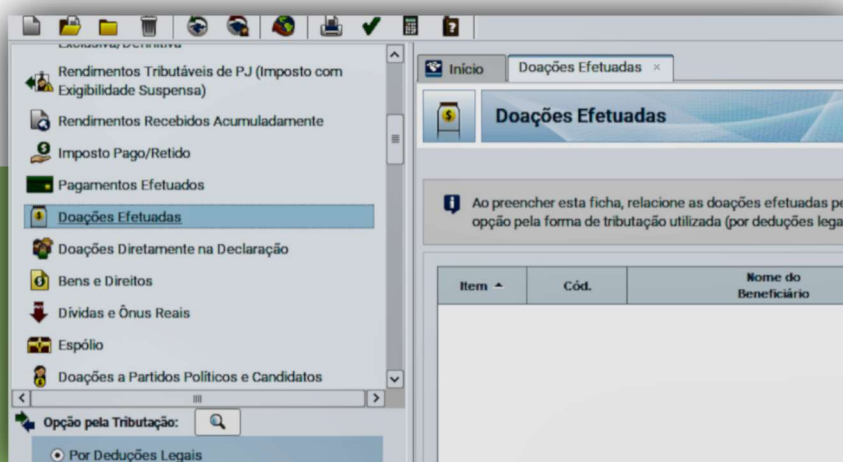 Exclusiva/Definitiva
Rendimentos Tributáveis de PJ (Imposto com
Exigibilidade Suspensa)
Rendimentos Recebidos Acumuladamente
Imposto Pago/Retido
Pagamentos Efetuados
Doações Efetuadas
Doações Diretamente na Declaração
Bens e Direitos
Dívidas e Ônus Reais
Espólio
Doações a Partidos Políticos e Candidatos
Opção pela Tributação:
Por Deduções Legais
Início
Doações Efetuadas ×
Doações Efetuadas
Ao preencher esta ficha, relacione as doações efetuadas pe
opção pela forma de tributação utilizada (por deduções lega
Item Cód. Nome do
Beneficiário